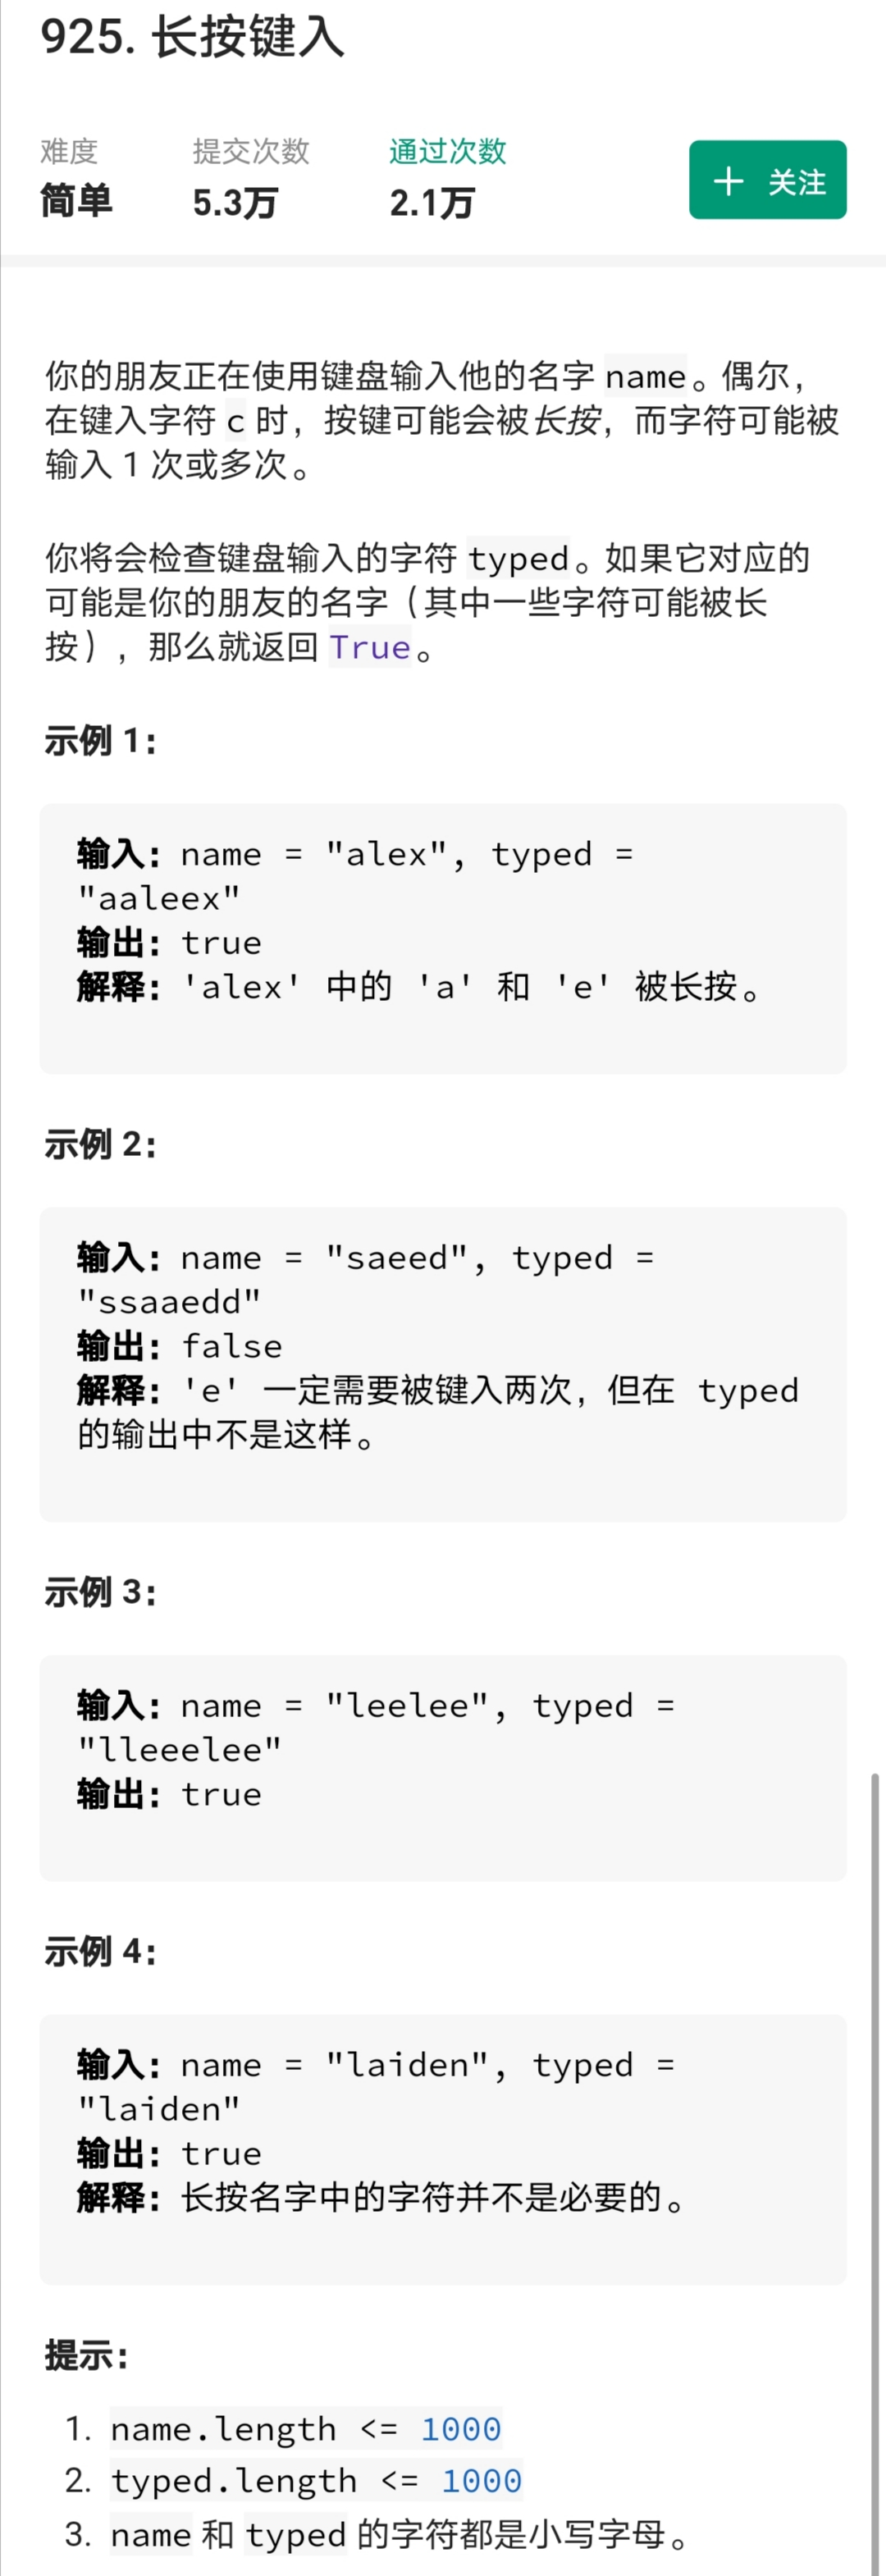 925. 长按键入
难度 提交次数 通过次数
简单 5.3万 2.1万
+ 关注
你的朋友正在使用键盘输入他的名字 name。偶尔，
在键入字符 c 时，按键可能会被长按，而字符可能被
输入 1 次或多次。
你将会检查键盘输入的字符 typed。如果它对应的
可能是你的朋友的名字（其中一些字符可能被长
按），那么就返回 True。
示例 1：
输入：name = "alex", typed =
"aaleex"
输出：true
解释：'alex' 中的 'a' 和 'e' 被长按。
示例 2：
输入：name = "saeed", typed =
"ssaaedd"
输出：false
解释：'e' 一定需要被键入两次，但在 typed
的输出中不是这样。
示例 3：
输入：name = "leelee", typed =
"lleeelee"
输出：true
示例 4：
输入：name = "laiden", typed =
"laiden"
输出：true
解释：长按名字中的字符并不是必要的。
提示：
1. name.length <= 1000
2. typed.length <= 1000
3. name 和 typed 的字符都是小写字母。